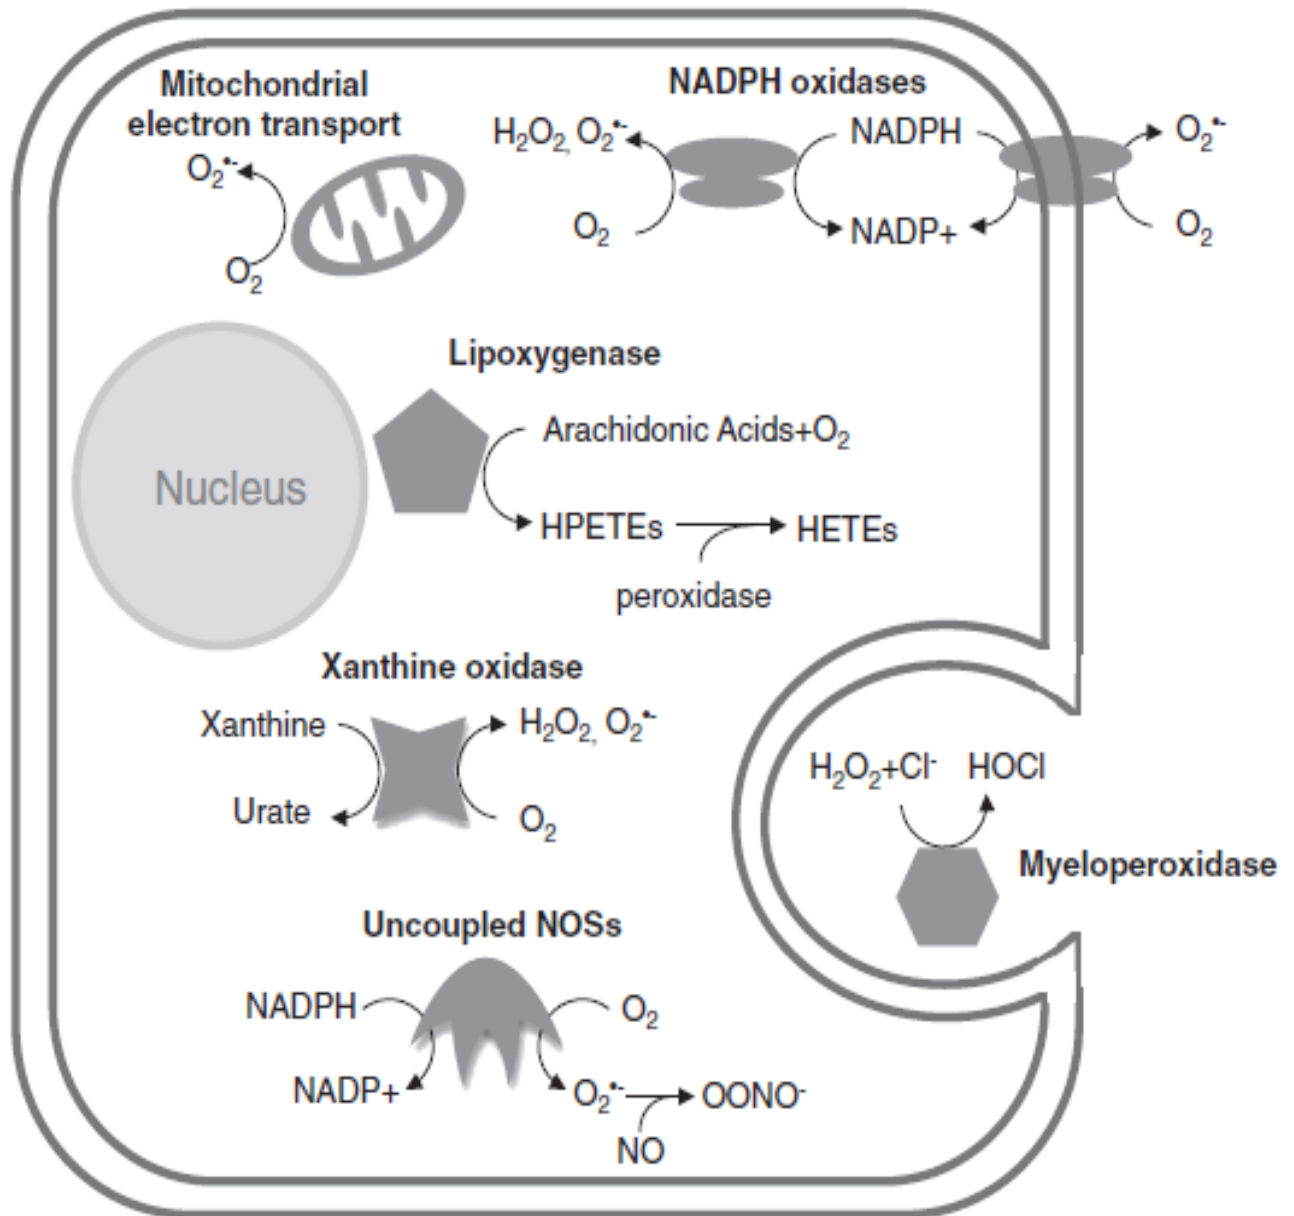 Mitochondrial
electron transport
O₂•-
O₂
NADPH oxidases
H₂O₂, O₂•-
O₂
NADPH
NADP+
O₂•-
O₂
Nucleus
Lipoxygenase
Arachidonic Acids+O₂
HPETEs
HETEs
peroxidase
Xanthine oxidase
Xanthine
Urate
H₂O₂, O₂•-
O₂
H₂O₂+Cl- HOCl
Myeloperoxidase
Uncoupled NOSs
NADPH
NADP+
O₂
O₂•-
OONO-
NO